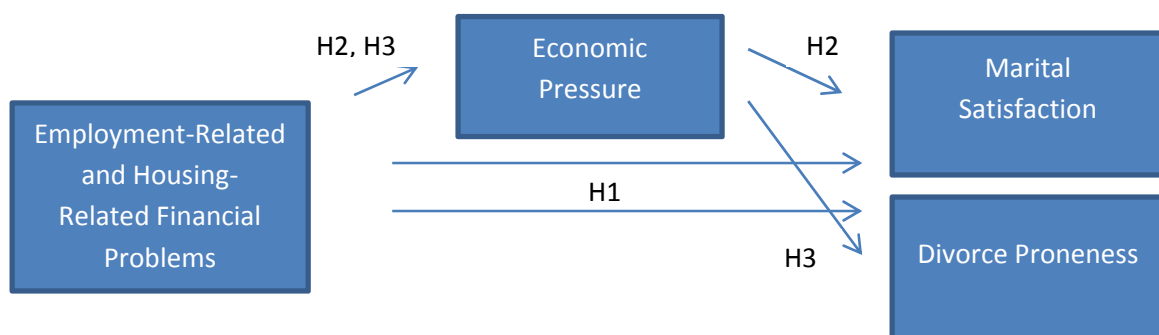 H2, H3
Economic
Pressure
H2
Marital
Satisfaction
Employment-Related
and Housing-
Related Financial
Problems
H1
H3
Divorce Proneness